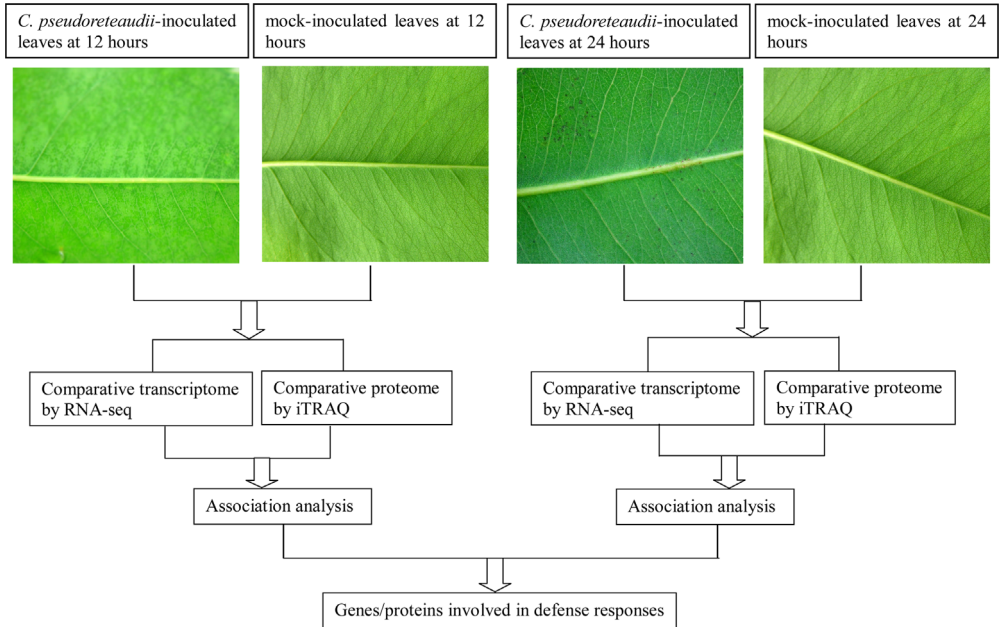 C. pseudoreteaudii-inoculated
leaves at 12 hours
mock-inoculated leaves at 12
hours
C. pseudoreteaudii-inoculated
leaves at 24 hours
mock-inoculated leaves at 24
hours
Comparative transcriptome
by RNA-seq
Comparative proteome
by iTRAQ
Comparative transcriptome
by RNA-seq
Comparative proteome
by iTRAQ
Association analysis
Association analysis
Genes/proteins involved in defense responses